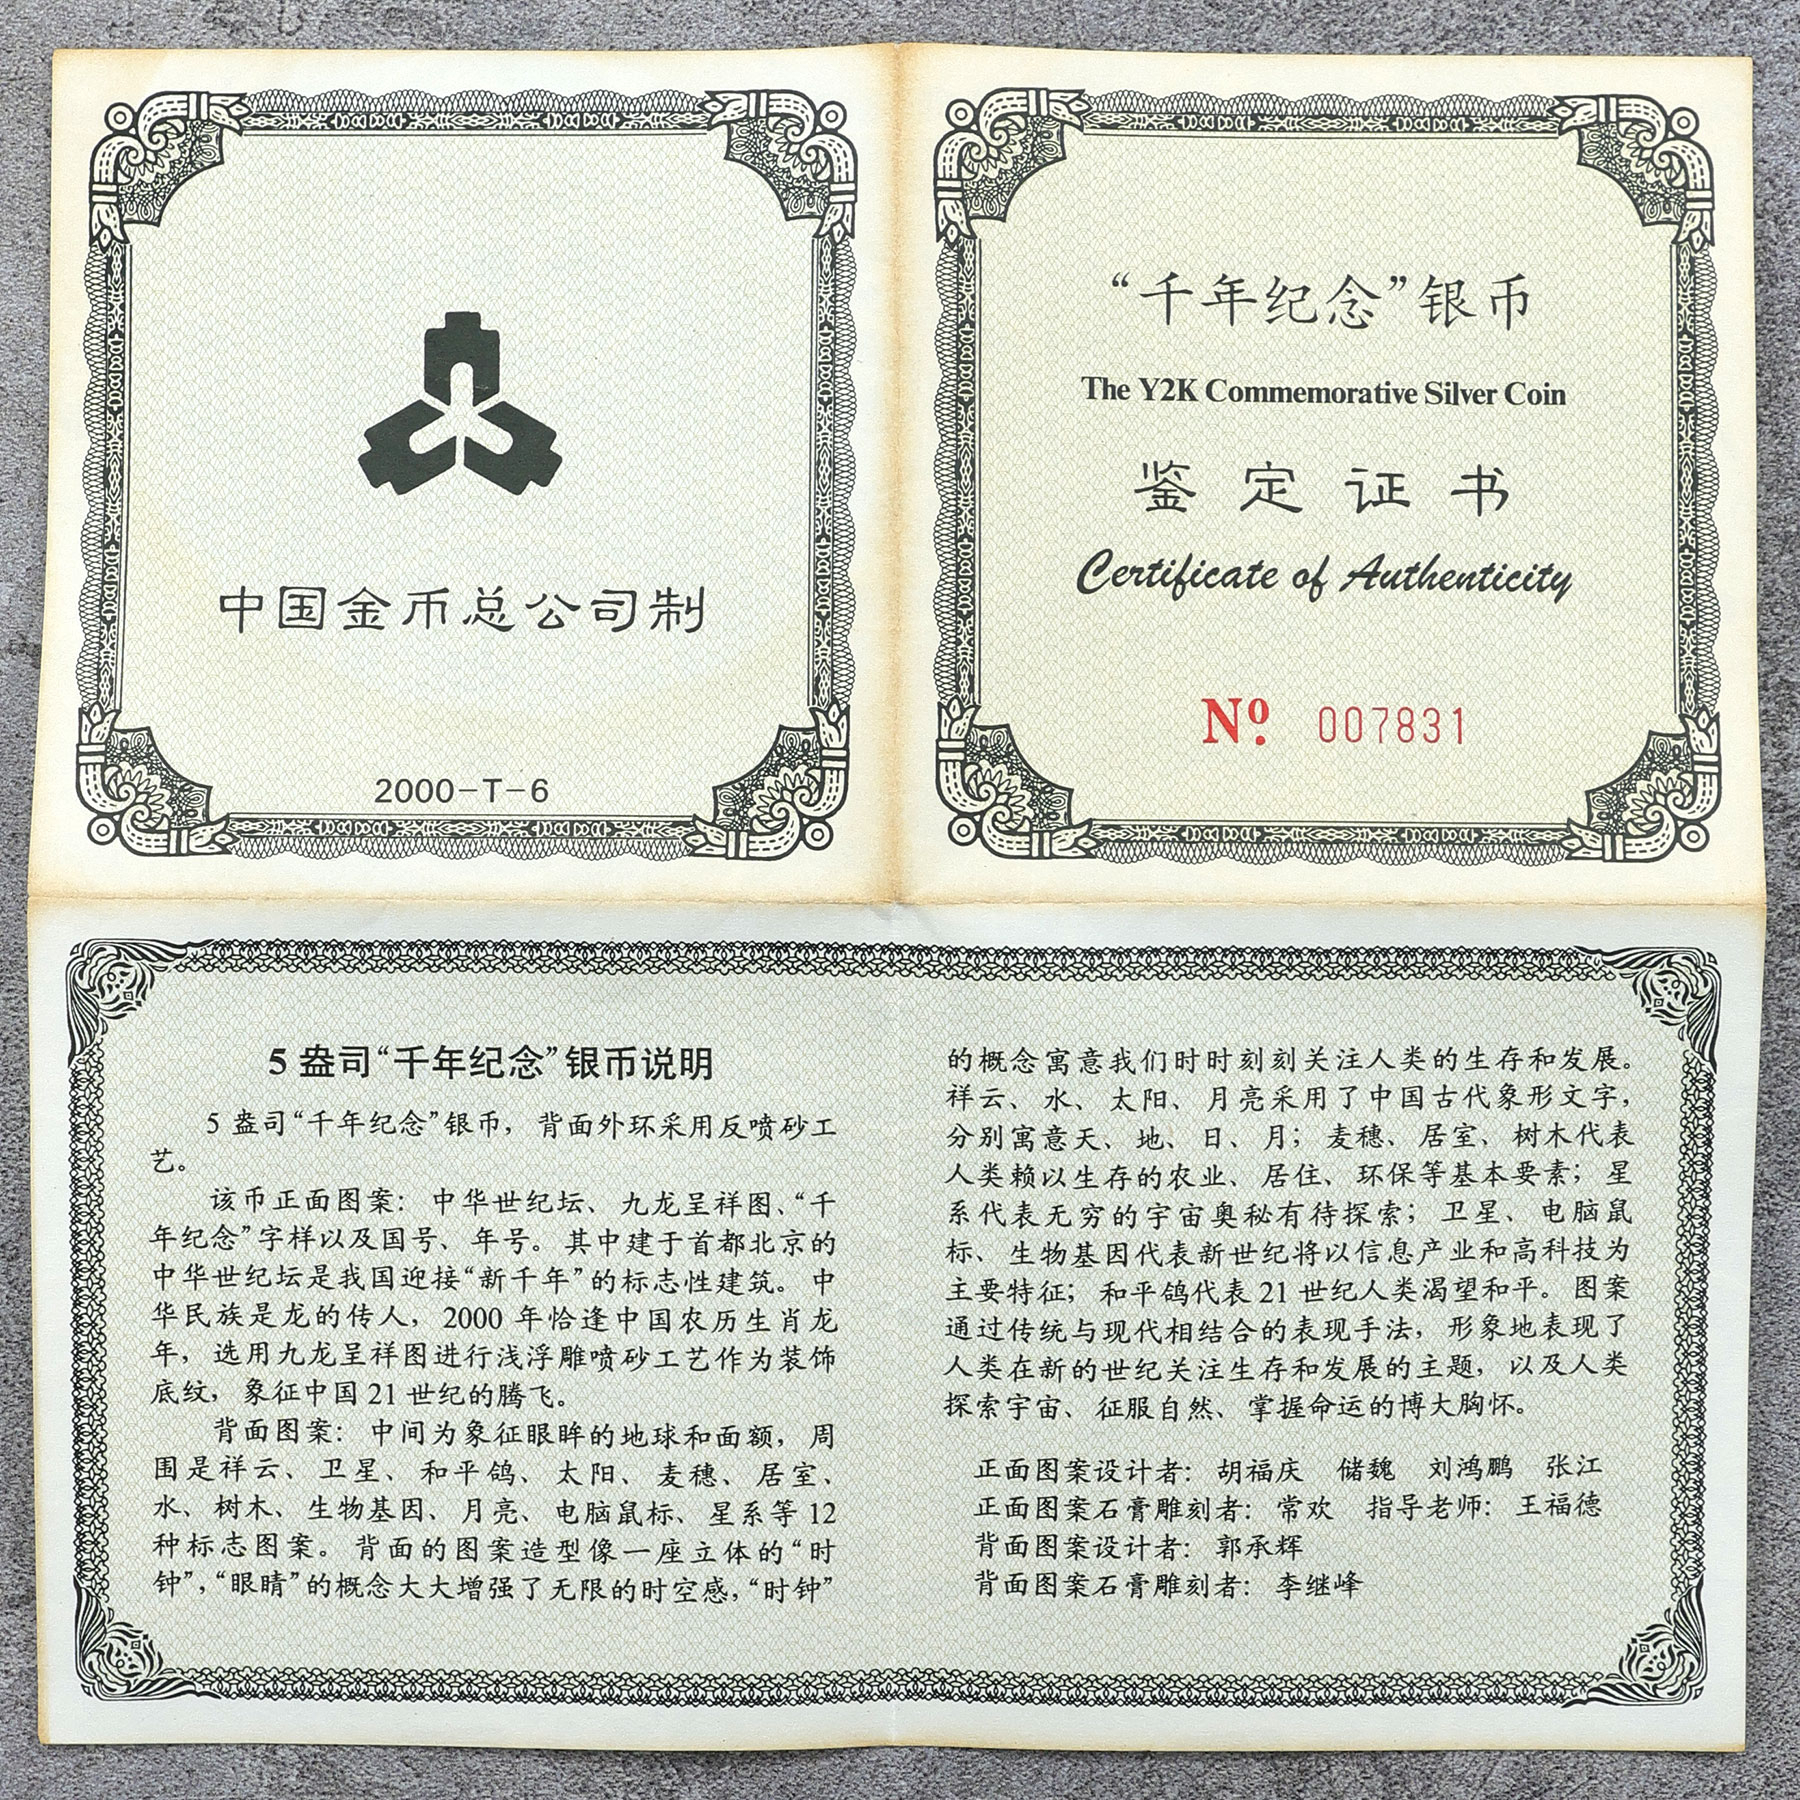 中国金币总公司制
2000-T-6
“千年纪念”银币
The Y2K Commemorative Silver Coin
鉴定证书
Certificate of Authenticity
Nº 007831
5 盎司“千年纪念”银币说明
5 盎司“千年纪念”银币，背面外环采用反喷砂工
艺。
该币正面图案：中华世纪坛、九龙呈祥图、“千
年纪念”字样以及国号、年号。其中建于首都北京的
中华世纪坛是我国迎接“新千年”的标志性建筑。中
华民族是龙的传人，2000 年恰逢中国农历生肖龙
年，选用九龙呈祥图进行浅浮雕喷砂工艺作为装饰
底纹，象征中国 21 世纪的腾飞。
背面图案：中间为象征眼眸的地球和面额，周
围是祥云、卫星、和平鸽、太阳、麦穗、居室、
水、树木、生物基因、月亮、电脑鼠标、星系等 12
种标志图案。背面的图案造型像一座立体的“时
钟”，“眼睛”的概念大大增强了无限的时空感，“时钟”
的概念寓意我们时时刻刻关注人类的生存和发展。
祥云、水、太阳、月亮采用了中国古代象形文字，
分别寓意天、地、日、月；麦穗、居室、树木代表
人类赖以生存的农业、居住、环保等基本要素；星
系代表无穷的宇宙奥秘有待探索；卫星、电脑鼠
标、生物基因代表新世纪将以信息产业和高科技为
主要特征；和平鸽代表 21 世纪人类渴望和平。图案
通过传统与现代相结合的表现手法，形象地表现了
人类在新的世纪关注生存和发展的主题，以及人类
探索宇宙、征服自然、掌握命运的博大胸怀。
正面图案设计者：胡福庆 储魏 刘鸿鹏 张江
正面图案石膏雕刻者：常欢 指导老师：王福德
背面图案设计者：郭承辉
背面图案石膏雕刻者：李继峰